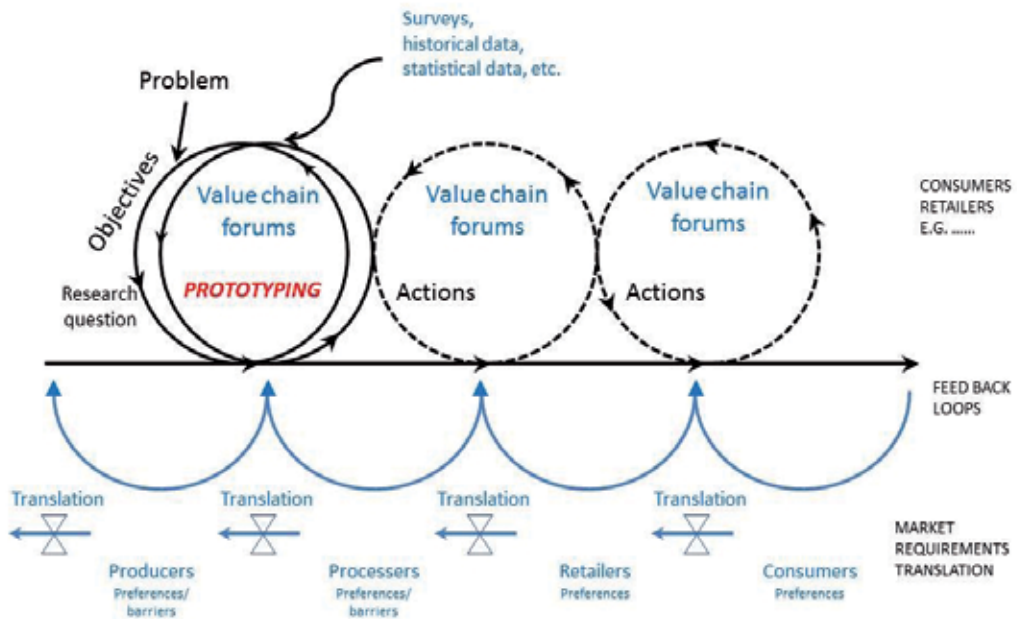 Surveys,
historical data,
statistical data, etc.
Problem
Objectives
Value chain
forums
Value chain
forums
Value chain
forums
CONSUMERS
RETAILERS
E.G. ......
PROTOTYPING
Research
question
Actions
Actions
FEED BACK
LOOPS
Translation
Translation
Translation
Translation
MARKET
REQUIREMENTS
TRANSLATION
Producers
Preferences/
barriers
Processers
Preferences/
barriers
Retailers
Preferences
Consumers
Preferences